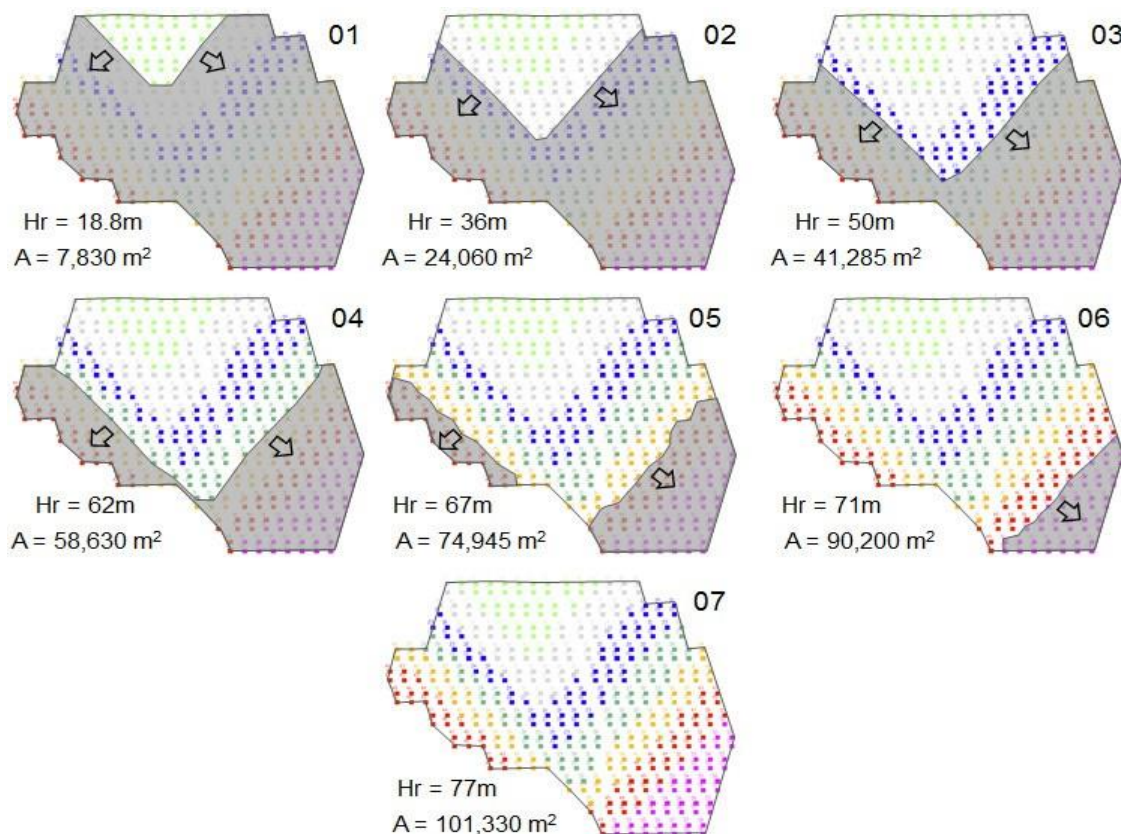 01
Hr = 18.8m
A = 7,830 m²
02
Hr = 36m
A = 24,060 m²
03
Hr = 50m
A = 41,285 m²
04
Hr = 62m
A = 58,630 m²
05
Hr = 67m
A = 74,945 m²
06
Hr = 71m
A = 90,200 m²
07
Hr = 77m
A = 101,330 m²